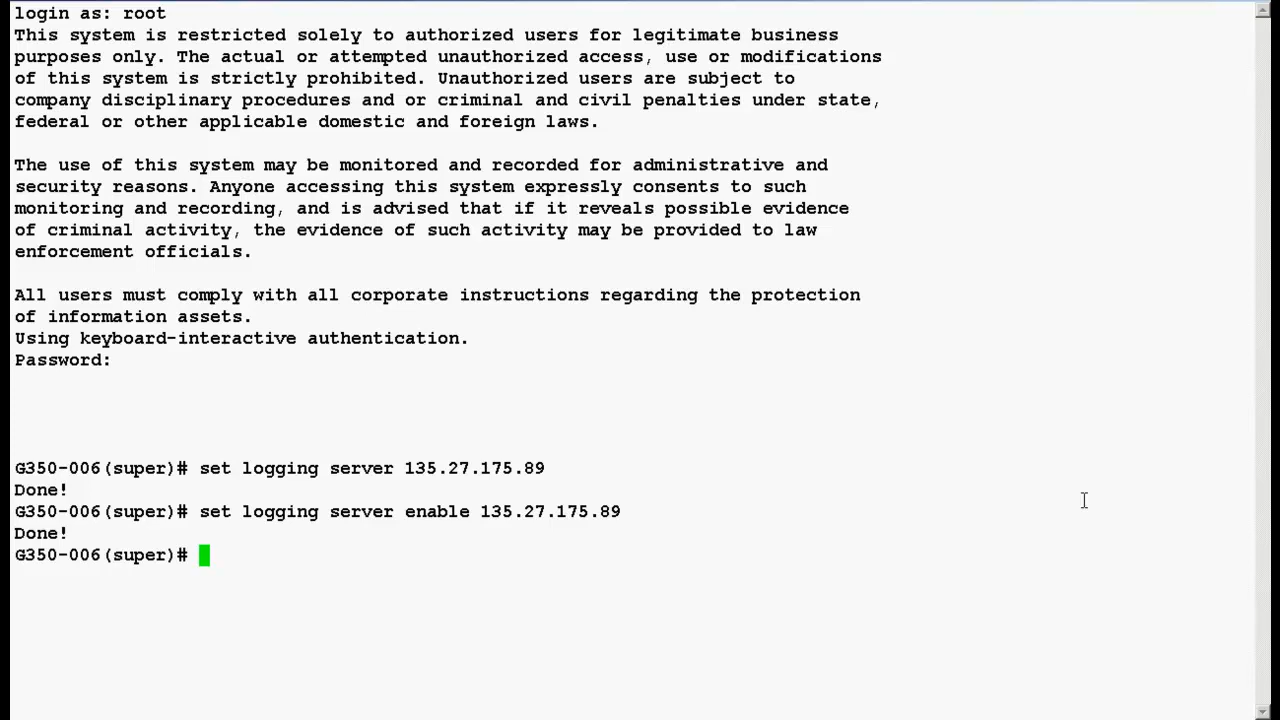 login as: root
This system is restricted solely to authorized users for legitimate business
purposes only. The actual or attempted unauthorized access, use or modifications
of this system is strictly prohibited. Unauthorized users are subject to
company disciplinary procedures and or criminal and civil penalties under state,
federal or other applicable domestic and foreign laws.
The use of this system may be monitored and recorded for administrative and
security reasons. Anyone accessing this system expressly consents to such
monitoring and recording, and is advised that if it reveals possible evidence
of criminal activity, the evidence of such activity may be provided to law
enforcement officials.
All users must comply with all corporate instructions regarding the protection
of information assets.
Using keyboard-interactive authentication.
Password:
G350-006(super)# set logging server 135.27.175.89
Done!
G350-006(super)# set logging server enable 135.27.175.89
Done!
G350-006(super)#